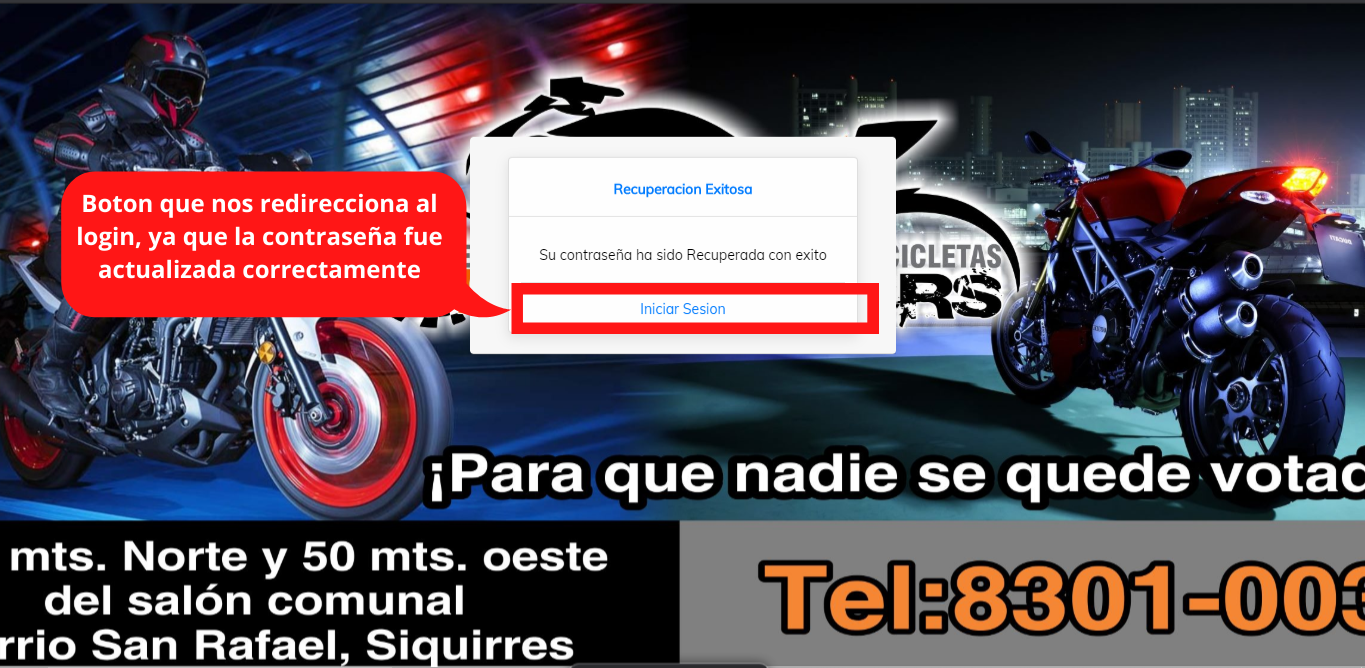 Recuperacion Exitosa
Boton que nos redirecciona al
login, ya que la contraseña fue
actualizada correctamente
Su contraseña ha sido Recuperada con exito
Iniciar Sesion
ICICLETAS
RS
¡Para que nadie se quede votad
mts. Norte y 50 mts. oeste
del salón comunal
rrio San Rafael, Siquirres
Tel:8301-003